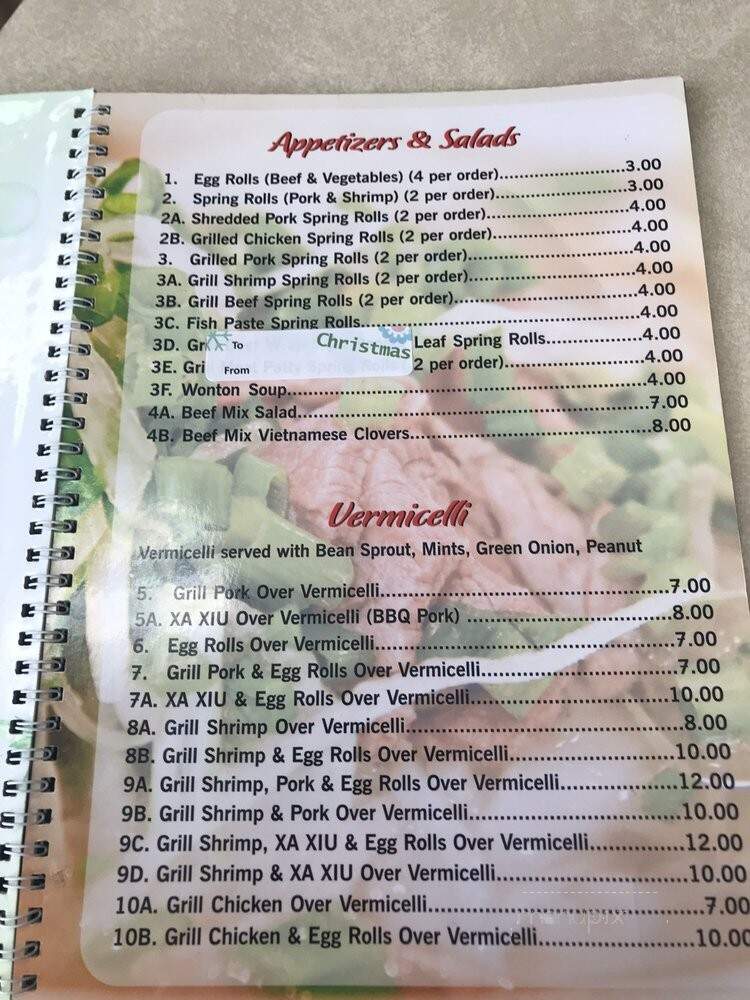 Appetizers & Salads
1. Egg Rolls (Beef & Vegetables) (4 per order)..............................3.00
2. Spring Rolls (Pork & Shrimp) (2 per order)..............................3.00
2A. Shredded Pork Spring Rolls (2 per order)..............................4.00
2B. Grilled Chicken Spring Rolls (2 per order)..............................4.00
3. Grilled Pork Spring Rolls (2 per order)..............................4.00
3A. Grill Shrimp Spring Rolls (2 per order)..............................4.00
3B. Grill Beef Spring Rolls (2 per order)..............................4.00
3C. Fish Paste Spring Rolls..............................4.00
3D. Gr Leaf Spring Rolls..............................4.00
To Christmas
3E. Gri 2 per order)..............................4.00
From
3F. Wonton Soup..............................4.00
4A. Beef Mix Salad..............................7.00
4B. Beef Mix Vietnamese Clovers..............................8.00
Vermicelli
Vermicelli served with Bean Sprout, Mints, Green Onion, Peanut
5. Grill Pork Over Vermicelli..............................7.00
5A. XA XIU Over Vermicelli (BBQ Pork) ..............................8.00
6. Egg Rolls Over Vermicelli..............................7.00
7. Grill Pork & Egg Rolls Over Vermicelli..............................7.00
7A. XA XIU & Egg Rolls Over Vermicelli..............................10.00
8A. Grill Shrimp Over Vermicelli..............................8.00
8B. Grill Shrimp & Egg Rolls Over Vermicelli..............................10.00
9A. Grill Shrimp, Pork & Egg Rolls Over Vermicelli....................12.00
9B. Grill Shrimp & Pork Over Vermicelli..............................10.00
9C. Grill Shrimp, XA XIU & Egg Rolls Over Vermicelli................12.00
9D. Grill Shrimp & XA XIU Over Vermicelli..............................10.00
10A. Grill Chicken Over Vermicelli..............................7.00
10B. Grill Chicken & Egg Rolls Over Vermicelli.........................10.00